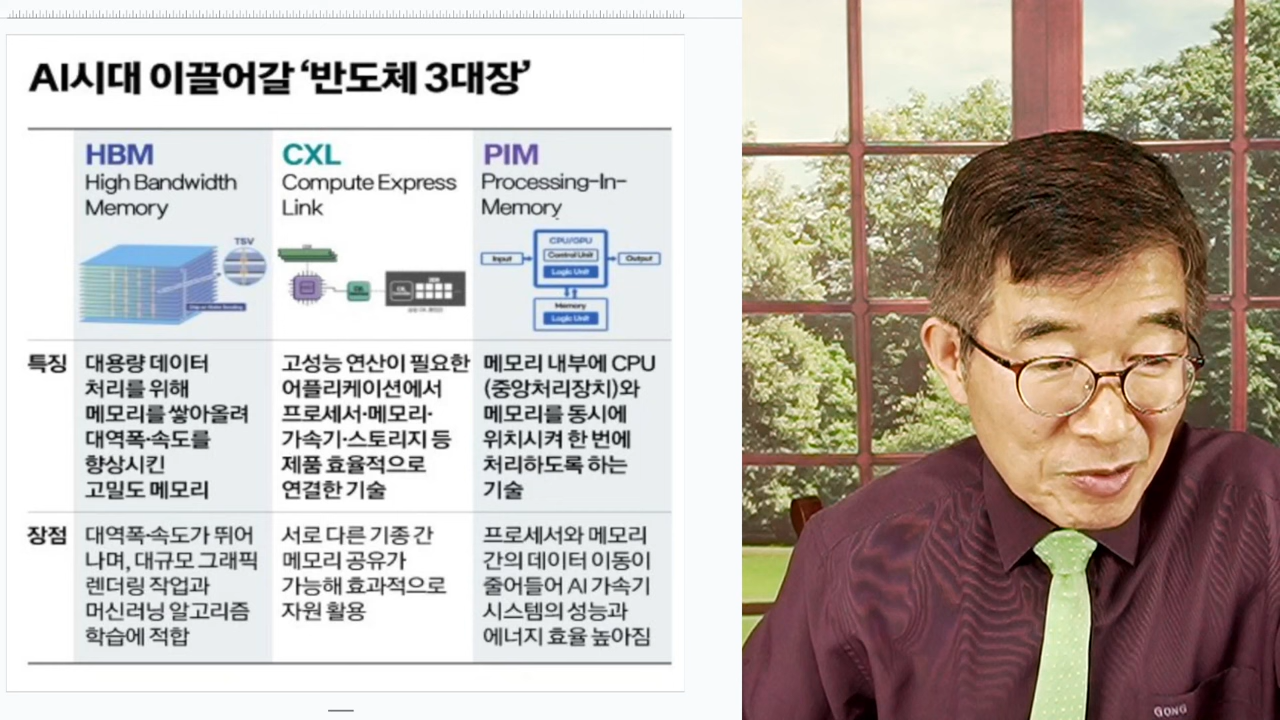 AI시대 이끌어갈 ‘반도체 3대장’
HBM
High Bandwidth
Memory
TSV
CXL
Compute Express
Link
PIM
Processing-In-
Memory
CPU/GPU
Input
Control Unit
Output
Logic Unit
Memory
Logic Unit
특징
대용량 데이터
처리를 위해
메모리를 쌓아올려
대역폭·속도를
향상시킨
고밀도 메모리
고성능 연산이 필요한
어플리케이션에서
프로세서·메모리·
가속기·스토리지 등
제품 효율적으로
연결한 기술
메모리 내부에 CPU
(중앙처리장치)와
메모리를 동시에
위치시켜 한 번에
처리하도록 하는
기술
장점
대역폭·속도가 뛰어
나며, 대규모 그래픽
렌더링 작업과
머신러닝 알고리즘
학습에 적합
서로 다른 기종 간
메모리 공유가
가능해 효과적으로
자원 활용
프로세서와 메모리
간의 데이터 이동이
줄어들어 AI 가속기
시스템의 성능과
에너지 효율 높아짐
GONG